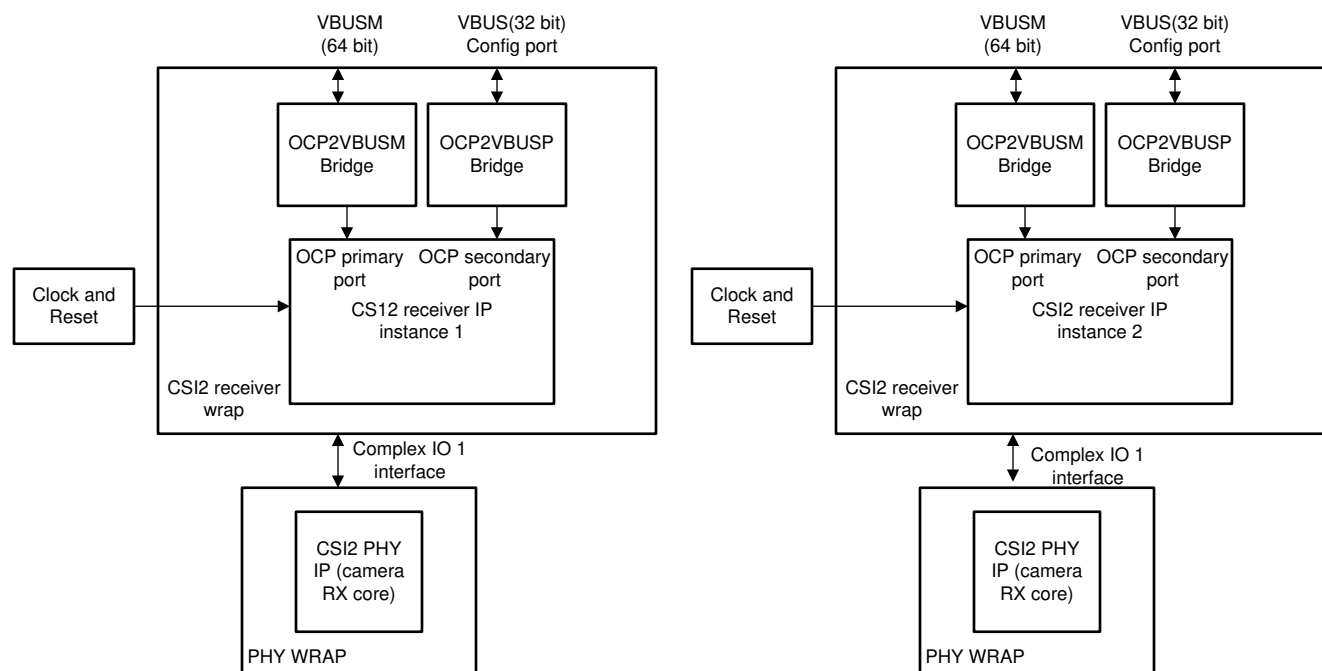 VBUSM
(64 bit)
VBUS(32 bit)
Config port
OCP2VBUSM
Bridge
OCP2VBUSP
Bridge
OCP primary
port
OCP secondary
port
CS12 receiver IP
instance 1
Clock and
Reset
CSI2 receiver
wrap
Complex IO 1
interface
CSI2 PHY
IP (camera
RX core)
PHY WRAP
VBUSM
(64 bit)
VBUS(32 bit)
Config port
OCP2VBUSM
Bridge
OCP2VBUSP
Bridge
OCP primary
port
OCP secondary
port
CSI2 receiver IP
instance 2
Clock and
Reset
CSI2 receiver
wrap
Complex IO 1
interface
CSI2 PHY
IP (camera
RX core)
PHY WRAP